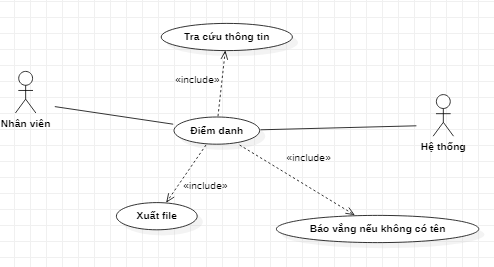 Tra cứu thông tin
«include»
Nhân viên
Điểm danh
Hệ thống
«include»
«include»
Xuất file
Báo vắng nếu không có tên